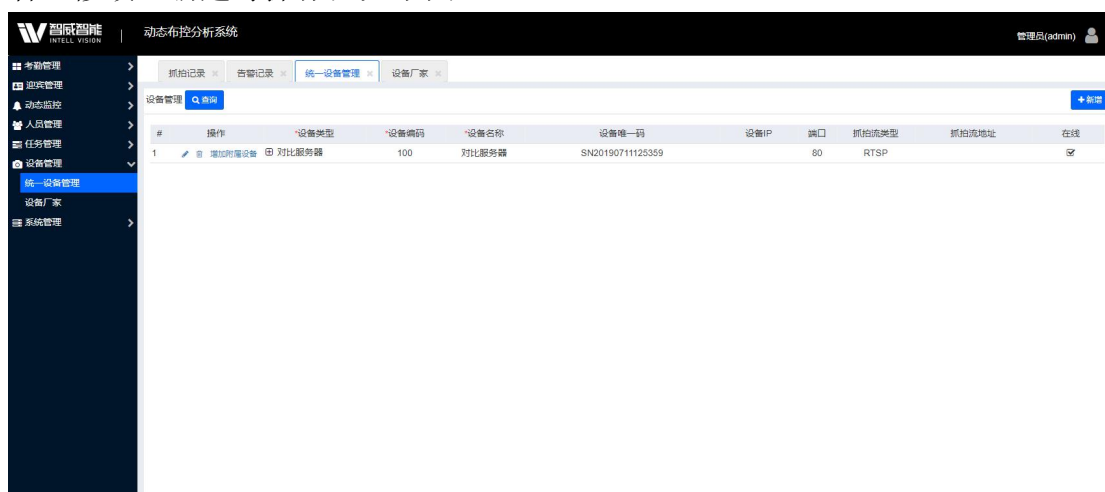 智威智能
INTELL VISION
动态布控分析系统
管理员(admin)
考勤管理
迎宾管理
动态监控
人员管理
任务管理
设备管理
统一设备管理
设备厂家
系统管理
抓拍记录 × 告警记录 × 统一设备管理 × 设备厂家 ×
设备管理 查询 +新增
# 操作 *设备类型 *设备编码 *设备名称 设备唯一码 设备IP 端口 抓拍流类型 抓拍流地址 在线
1 增加附属设备 对比服务器 100 对比服务器 SN20190711125359 80 RTSP